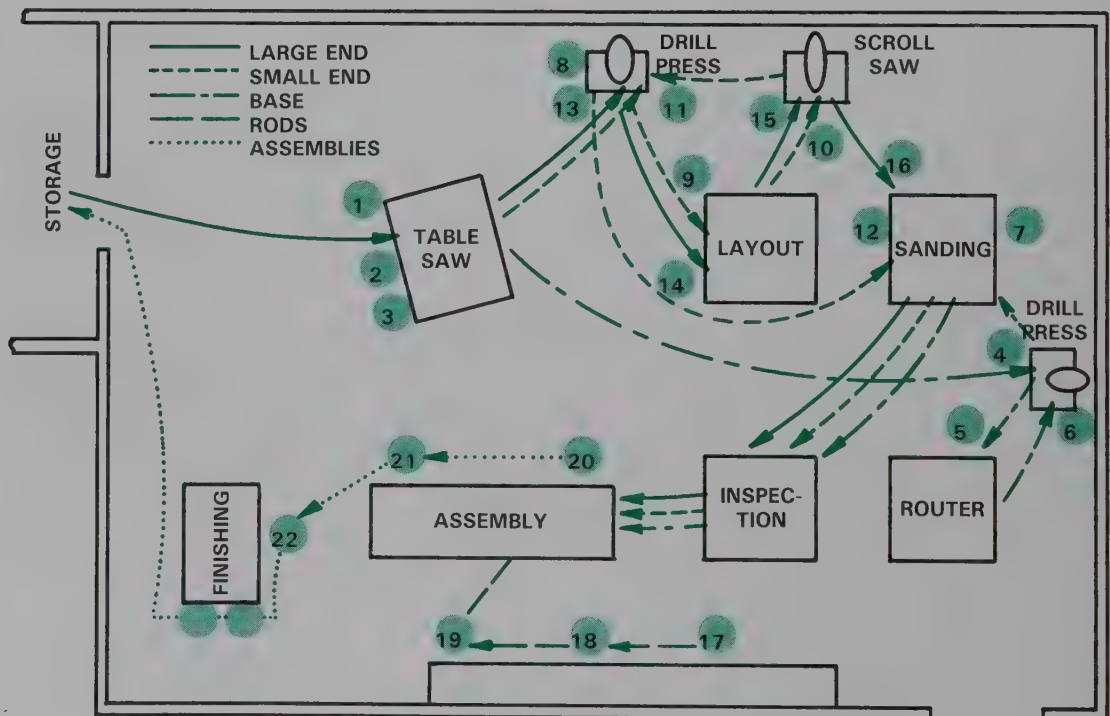 LARGE END
SMALL END
BASE
RODS
ASSEMBLIES
STORAGE
8
DRILL
PRESS
13
11
SCROLL
SAW
15
10
16
1
TABLE
SAW
2
3
9
LAYOUT
14
12
SANDING
7
DRILL
PRESS
4
5
6
ROUTER
INSPEC-
TION
20
21
ASSEMBLY
22
FINISHING
19
18
17